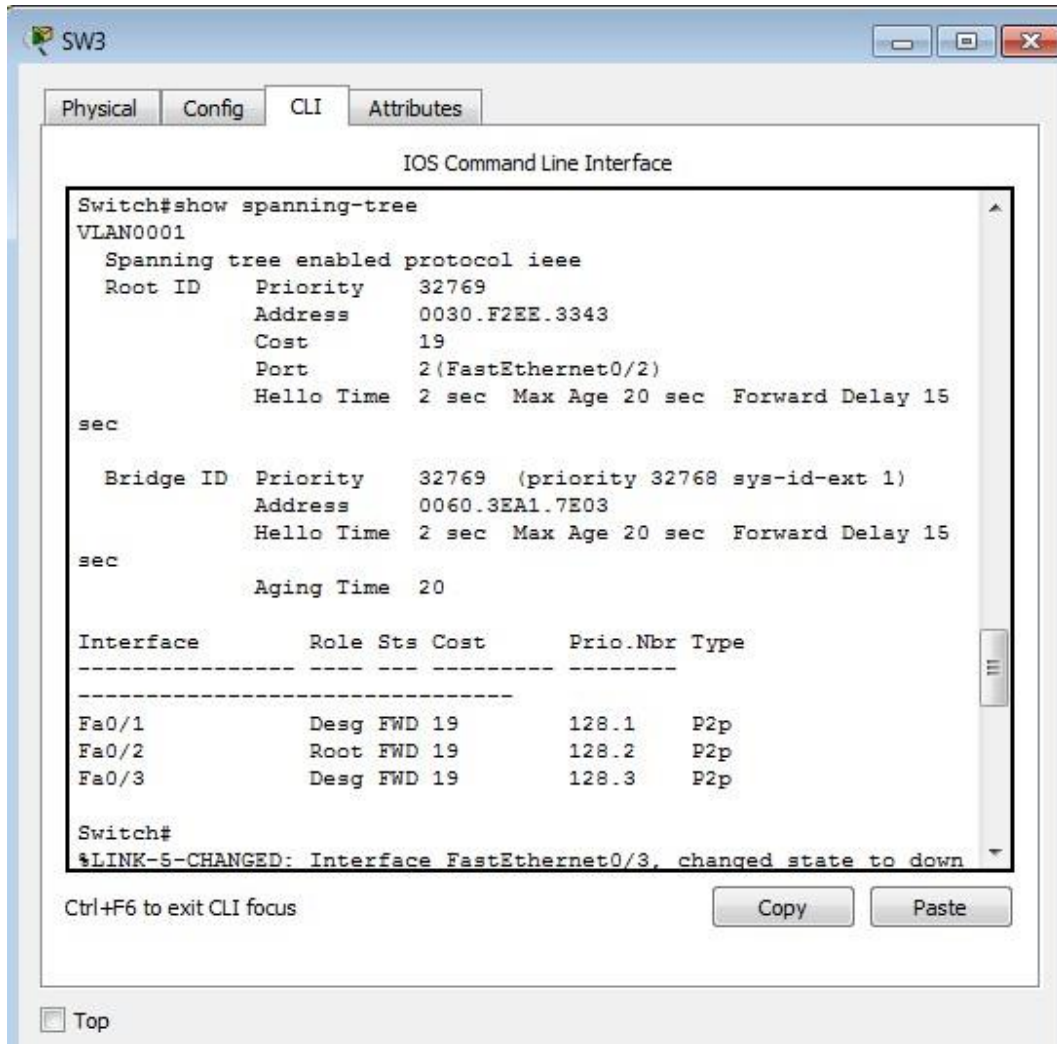 SW3
Physical Config CLI Attributes
IOS Command Line Interface
Switch#show spanning-tree
VLAN0001
  Spanning tree enabled protocol ieee
  Root ID    Priority    32769
             Address     0030.F2EE.3343
             Cost        19
             Port        2(FastEthernet0/2)
             Hello Time  2 sec  Max Age 20 sec  Forward Delay 15
sec
  Bridge ID  Priority    32769  (priority 32768 sys-id-ext 1)
             Address     0060.3EA1.7E03
             Hello Time  2 sec  Max Age 20 sec  Forward Delay 15
sec
             Aging Time  20
Interface        Role Sts Cost      Prio.Nbr Type
---------------- ---- --- --------- --------
--------------------------------
Fa0/1            Desg FWD 19        128.1    P2p
Fa0/2            Root FWD 19        128.2    P2p
Fa0/3            Desg FWD 19        128.3    P2p
Switch#
%LINK-5-CHANGED: Interface FastEthernet0/3, changed state to down
Ctrl+F6 to exit CLI focus Copy Paste
Top